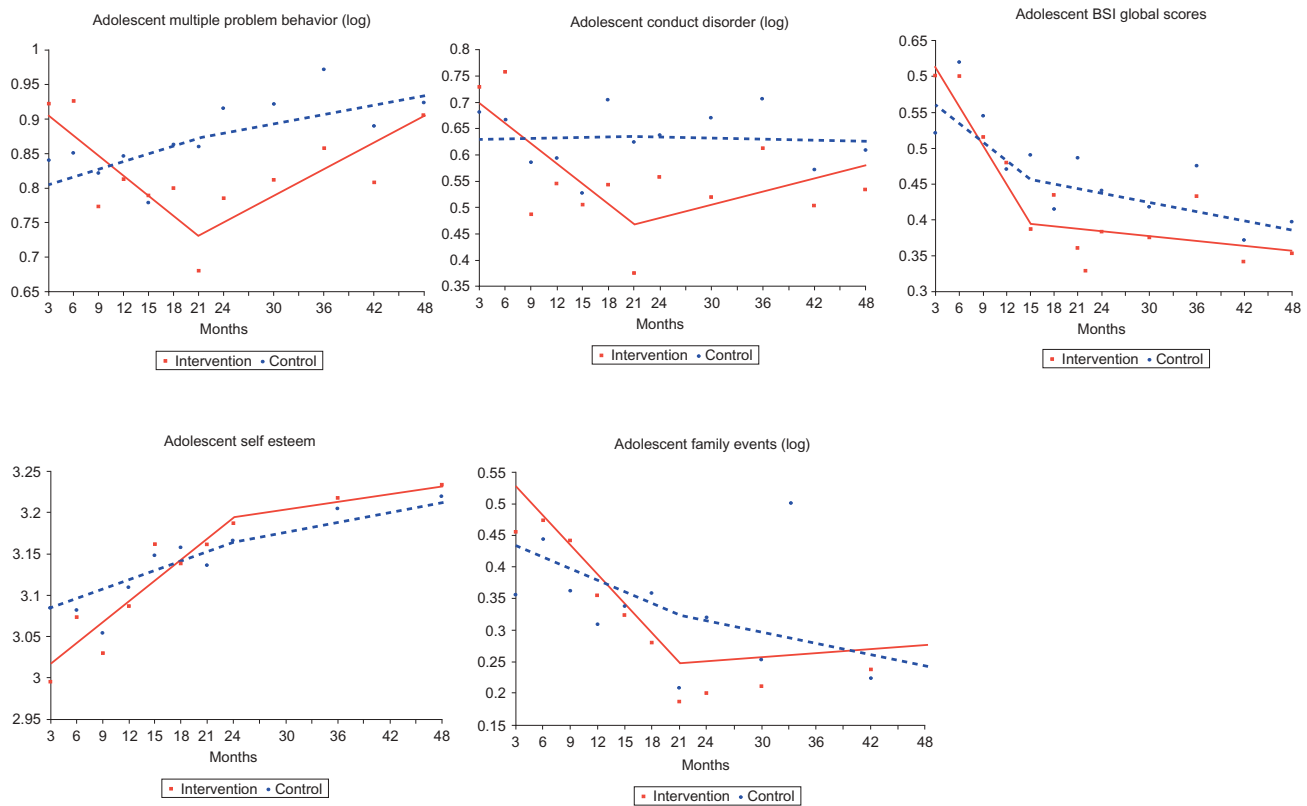 Adolescent multiple problem behavior (log)
1
0.95
0.9
0.85
0.8
0.75
0.7
0.65
3 6 9 12 15 18 21 24 30 36 42 48
Months
Intervention Control
Adolescent conduct disorder (log)
0.8
0.75
0.7
0.65
0.6
0.55
0.5
0.45
0.4
0.35
3 6 9 12 15 18 21 24 30 36 42 48
Months
Intervention Control
Adolescent BSI global scores
0.65
0.5
0.55
0.5
0.45
0.4
0.35
0.3
3 6 9 12 15 18 21 24 30 36 42 48
Months
Intervention Control
Adolescent self esteem
3.25
3.2
3.15
3.1
3.05
3
2.95
3 6 9 12 15 18 21 24 30 36 42 48
Months
Intervention Control
Adolescent family events (log)
0.55
0.5
0.45
0.4
0.35
0.3
0.25
0.2
0.15
3 6 9 12 15 18 21 24 30 36 42 48
Months
Intervention Control